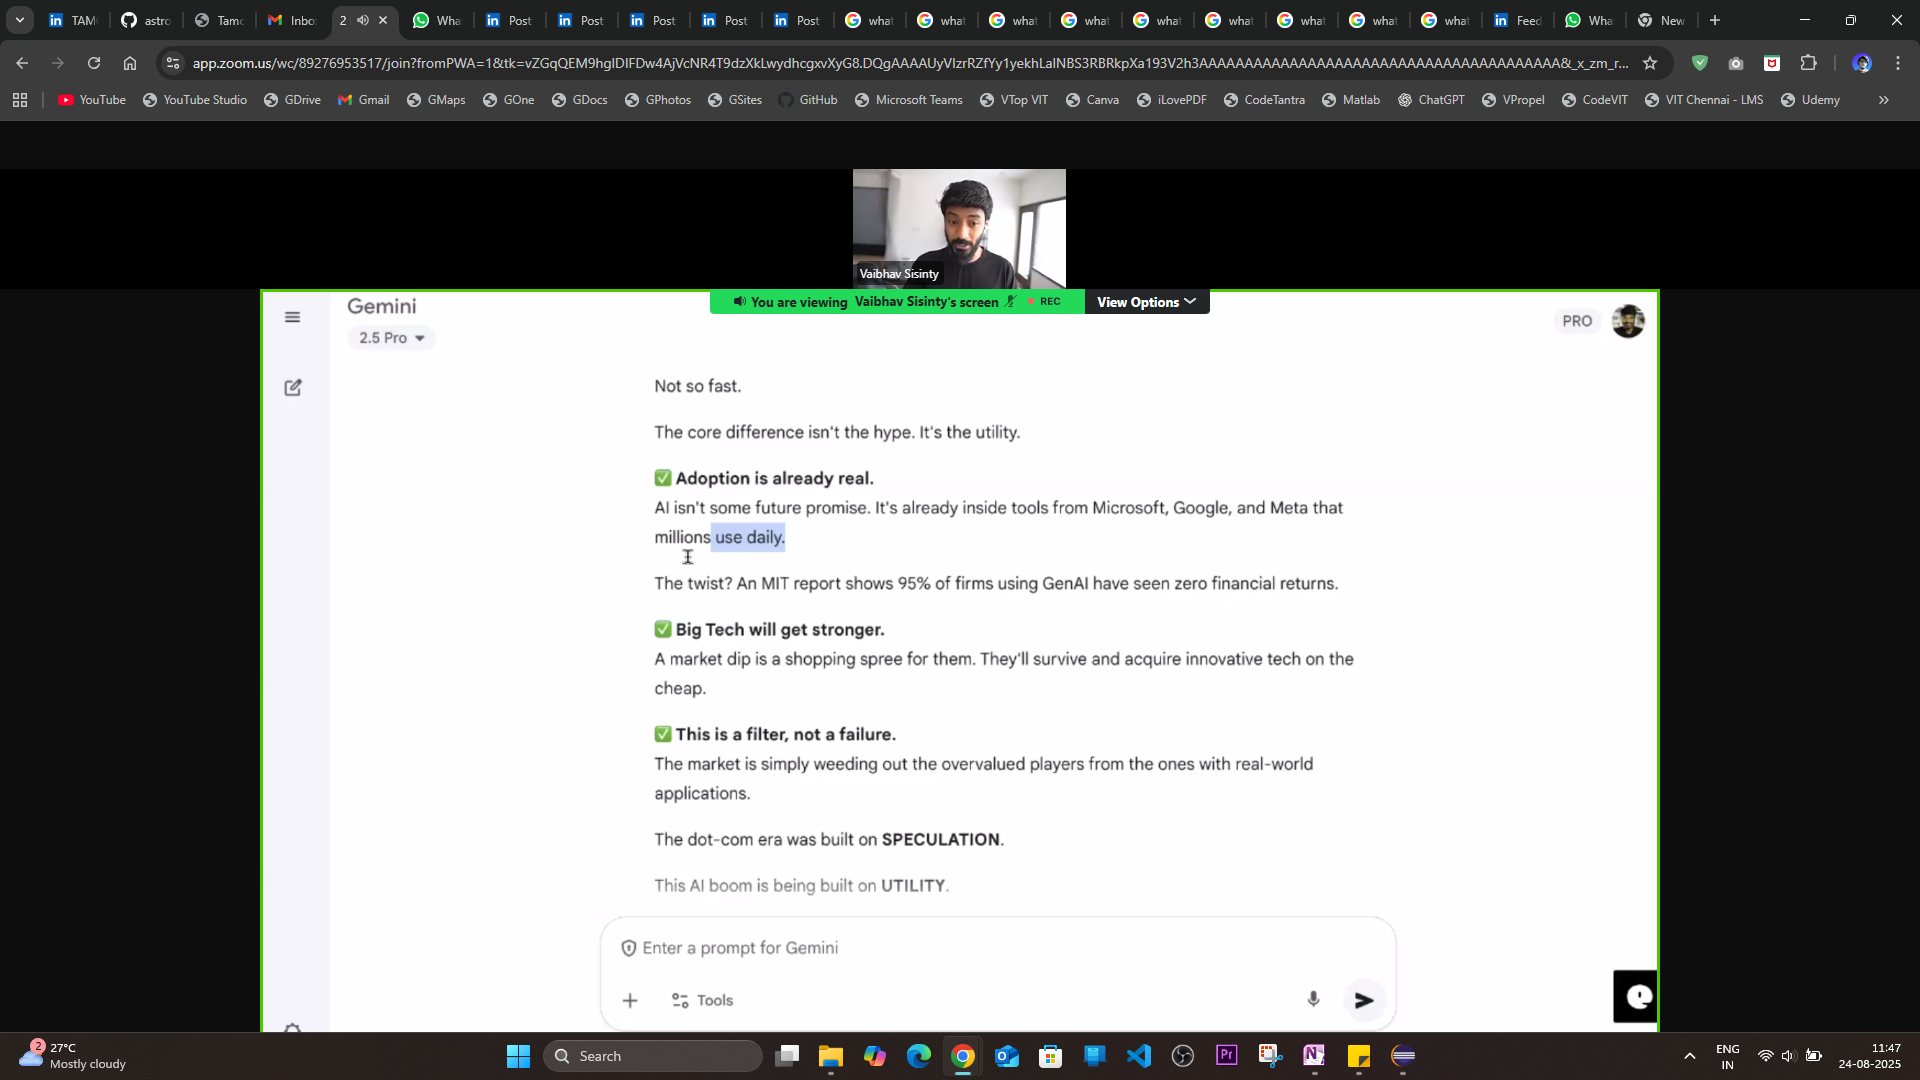 TAM
astro
Tamo
Inbo
2
Wha
Post
Post
Post
Post
Post
what
what
what
what
what
what
what
what
what
Feed
Wha
New
app.zoom.us/wc/89276953517/join?fromPWA=1&tk=
YouTube
YouTube Studio
GDrive
Gmail
GMaps
GOne
GDocs
GPhotos
GSites
GitHub
Microsoft Teams
VTop VIT
Canva
iLovePDF
CodeTantra
Matlab
ChatGPT
VPropel
CodeVIT
VIT Chennai - LMS
Udemy
Vaibhav Sisinty
You are viewing Vaibhav Sisinty's screen
REC
View Options
Gemini
PRO
2.5 Pro
Not so fast.
The core difference isn't the hype. It's the utility.
✅ Adoption is already real.
AI isn't some future promise. It's already inside tools from Microsoft, Google, and Meta that
millions use daily.
The twist? An MIT report shows 95% of firms using GenAI have seen zero financial returns.
✅ Big Tech will get stronger.
A market dip is a shopping spree for them. They'll survive and acquire innovative tech on the
cheap.
✅ This is a filter, not a failure.
The market is simply weeding out the overvalued players from the ones with real-world
applications.
The dot-com era was built on SPECULATION.
This AI boom is being built on UTILITY.
Enter a prompt for Gemini
Tools
2
27°C
Mostly cloudy
Search
Pr
ENG
IN
11:47
24-08-2025